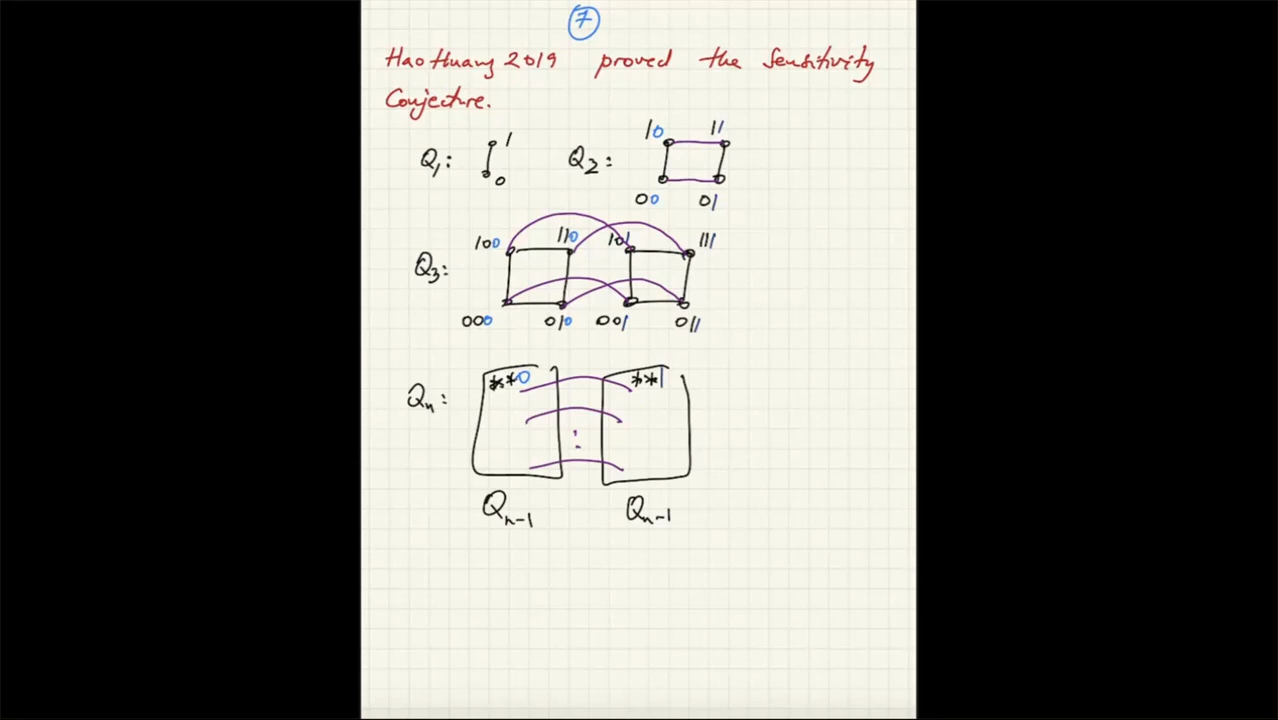 7
Hao Huang 2019 proved the Sensitivity
Conjecture.
Q1: 1 0 Q2: 10 11 00 01
Q3: 100 110 101 111
000 010 001 011
Qn: **0 **1
Qn-1 Qn-1